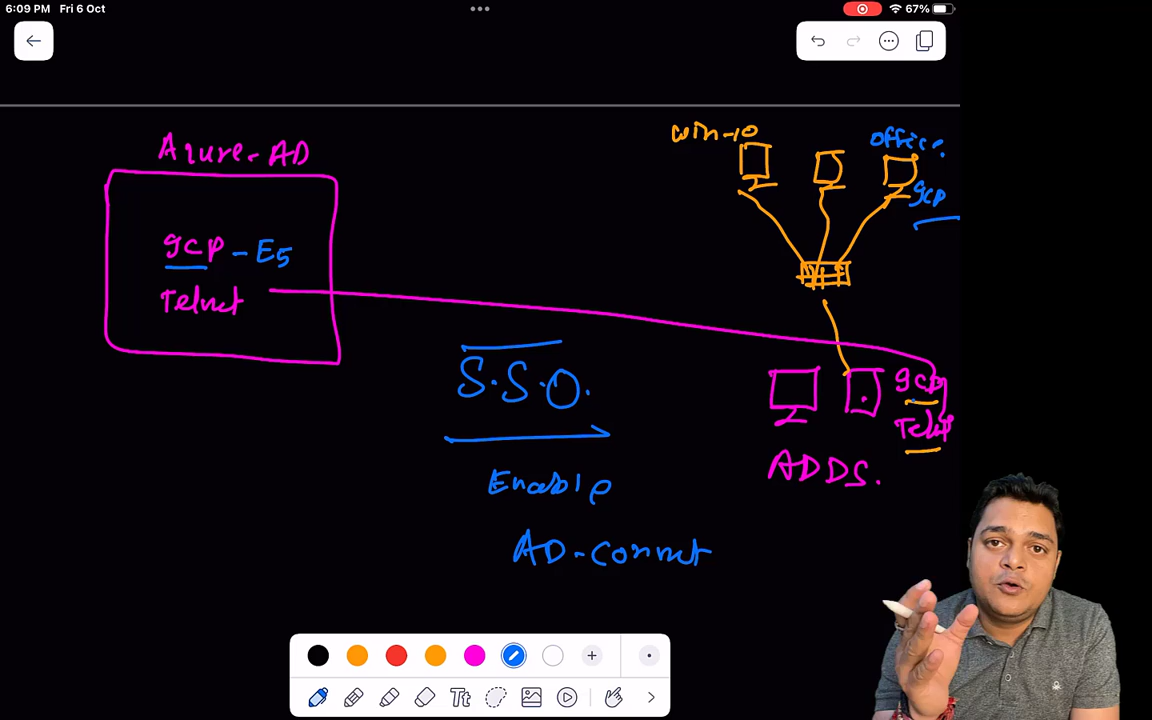 6:09 PM Fri 6 Oct
67%
win-10
office.
Azure-AD
gcp
gcp - E5
Telnet
S.S.O.
gcp
ADDS.
Enable
AD-Connect
Tt